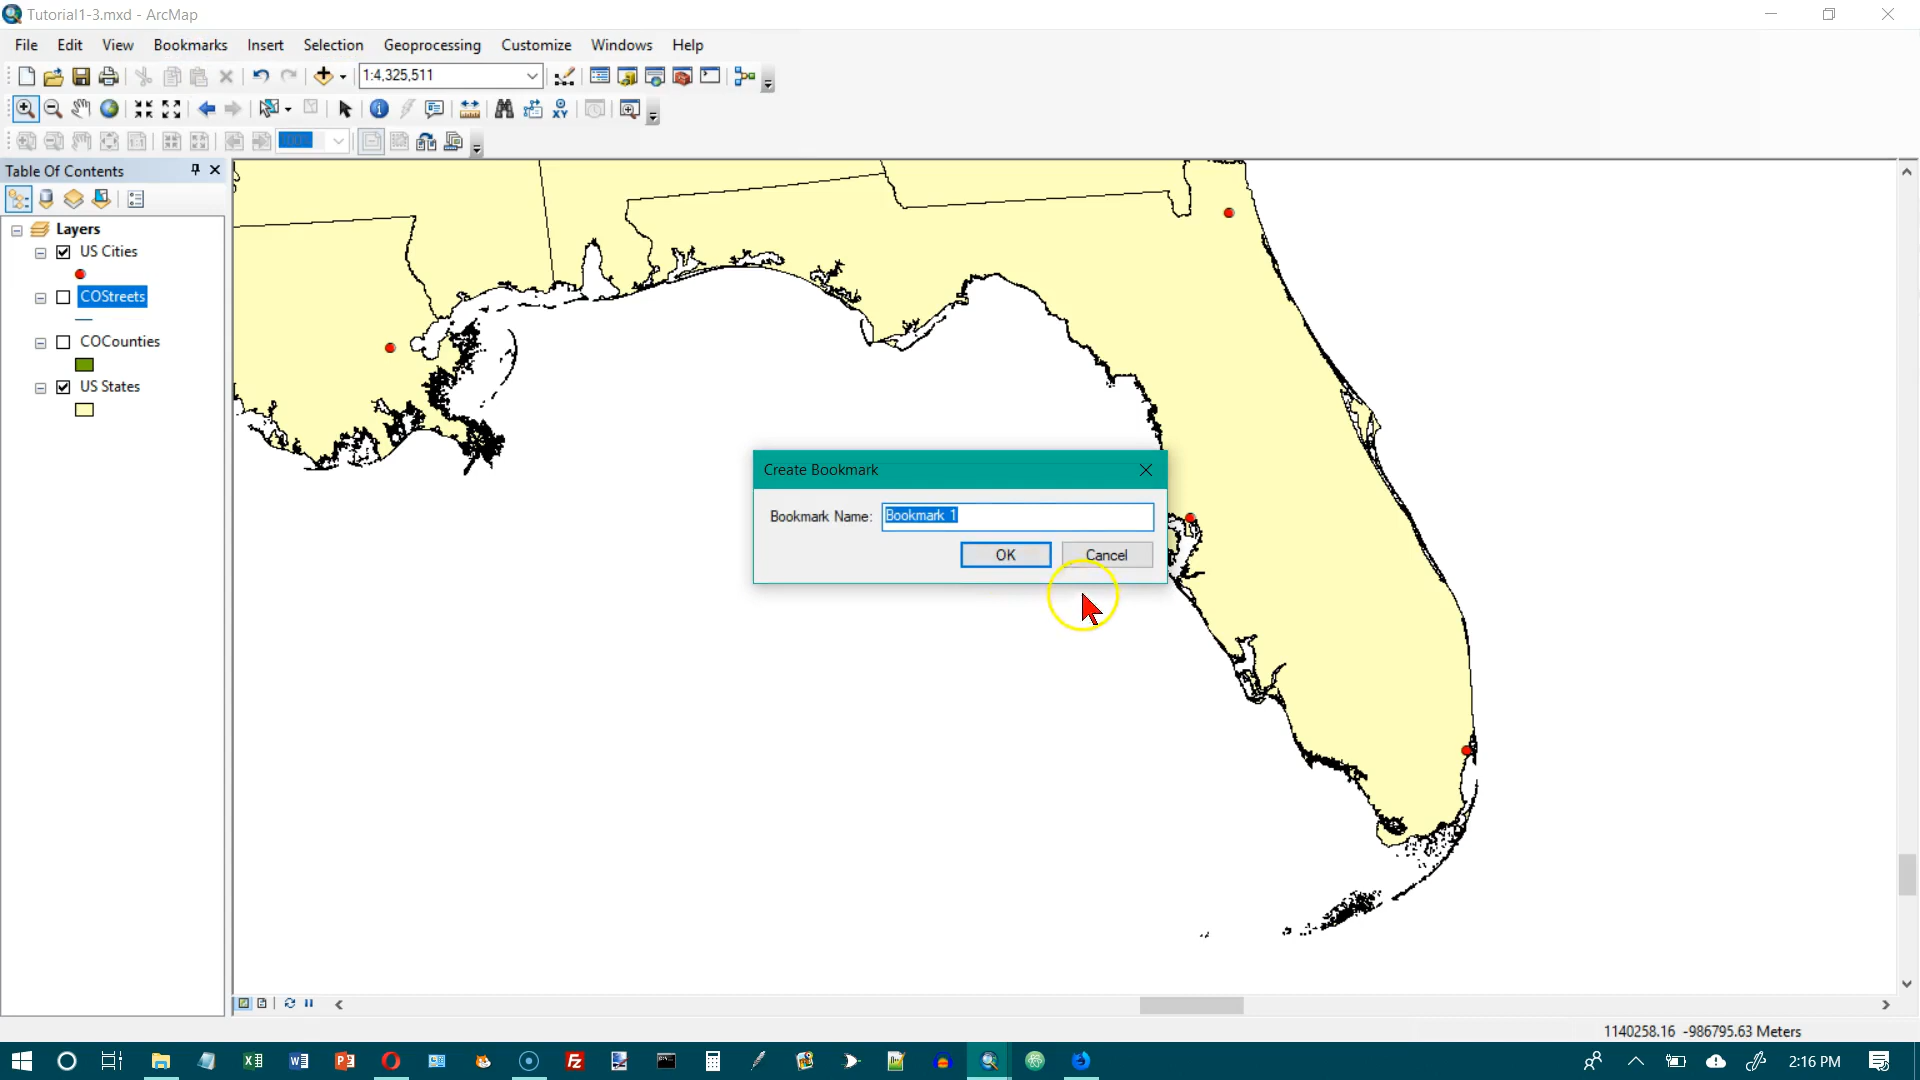 Tutorial1-3.mxd - ArcMap
File Edit View Bookmarks Insert Selection Geoprocessing Customize Windows Help
1:4,325,511
Table Of Contents
Layers
US Cities
COStreets
COCounties
US States
Create Bookmark
Bookmark Name: Bookmark 1
OK Cancel
1140258.16 -986795.63 Meters
2:16 PM